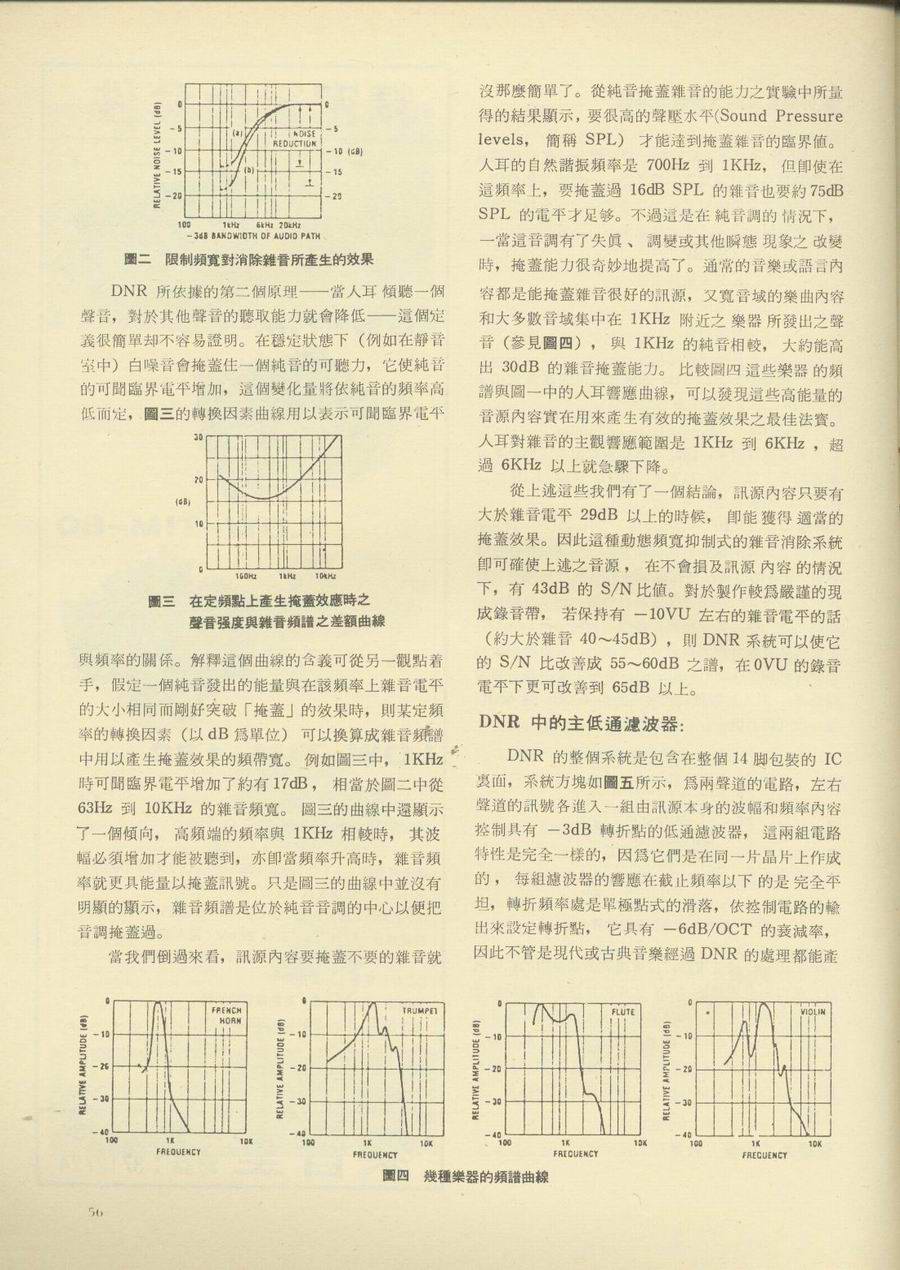 RELATIVE NOISE LEVEL (dB)
0
-5
-10
-15
-20
(a)
(b)
NOISE
REDUCTION
0
-5
-10 (dB)
-15
-20
100 1kHz 6kHz 20kHz
-3dB BANDWIDTH OF AUDIO PATH
圖二 限制頻寬對消除雜音所產生的效果
DNR 所依據的第二個原理——當人耳傾聽一個
聲音，對於其他聲音的聽取能力就會降低——這個定
義很簡單却不容易證明。在穩定狀態下（例如在靜音
室中）白噪音會掩蓋住一個純音的可聽力，它使純音
的可聞臨界電平增加，這個變化量將依純音的頻率高
低而定，圖三的轉換因素曲線用以表示可聞臨界電平
30
20
(dB)
10
0
100Hz 1kHz 10kHz
圖三 在定頻點上產生掩蓋效應時之
聲音强度與雜音頻譜之差額曲線
與頻率的關係。解釋這個曲線的含義可從另一觀點着
手，假定一個純音發出的能量與在該頻率上雜音電平
的大小相同而剛好突破「掩蓋」的效果時，則某定頻
率的轉換因素（以 dB 爲單位）可以換算成雜音頻譜
中用以產生掩蓋效果的頻帶寬。例如圖三中，1KHz
時可聞臨界電平增加了約有 17dB，相當於圖二中從
63Hz 到 10KHz 的雜音頻寬。圖三的曲線中還顯示
了一個傾向，高頻端的頻率與 1KHz 相較時，其波
幅必須增加才能被聽到，亦卽當頻率升高時，雜音頻
率就更具能量以掩蓋訊號。只是圖三的曲線中並沒有
明顯的顯示，雜音頻譜是位於純音音調的中心以便把
音調掩蓋過。
當我們倒過來看，訊源內容要掩蓋不要的雜音就
沒那麼簡單了。從純音掩蓋雜音的能力之實驗中所量
得的結果顯示，要很高的聲壓水平(Sound Pressure
levels，簡稱 SPL）才能達到掩蓋雜音的臨界値。
人耳的自然諧振頻率是 700Hz 到 1KHz，但卽使在
這頻率上，要掩蓋過 16dB SPL 的雜音也要約 75dB
SPL 的電平才足够。不過這是在純音調的情況下，
一當這音調有了失眞、調變或其他瞬態現象之改變
時，掩蓋能力很奇妙地提高了。通常的音樂或語言內
容都是能掩蓋雜音很好的訊源，又寬音域的樂曲內容
和大多數音域集中在 1KHz 附近之樂器所發出之聲
音（參見圖四），與 1KHz 的純音相較，大約能高
出 30dB 的雜音掩蓋能力。比較圖四這些樂器的頻
譜與圖一中的人耳響應曲線，可以發現這些高能量的
音源內容實在用來產生有效的掩蓋效果之最佳法寶。
人耳對雜音的主觀響應範圍是 1KHz 到 6KHz，超
過 6KHz 以上就急驟下降。
從上述這些我們有了一個結論，訊源內容只要有
大於雜音電平 29dB 以上的時候，卽能獲得適當的
掩蓋效果。因此這種動態頻寬抑制式的雜音消除系統
卽可確使上述之音源，在不會損及訊源內容的情況
下，有 43dB 的 S/N 比値。對於製作較爲嚴謹的現
成錄音帶，若保持有 －10VU 左右的雜音電平的話
（約大於雜音 40～45dB），則 DNR 系統可以使它
的 S/N 比改善成 55～60dB 之譜，在 0VU 的錄音
電平下更可改善到 65dB 以上。
DNR 中的主低通濾波器:
DNR 的整個系統是包含在整個 14 脚包裝的 IC
裏面，系統方塊如圖五所示，爲兩聲道的電路，左右
聲道的訊號各進入一組由訊源本身的波幅和頻率內容
控制具有 －3dB 轉折點的低通濾波器，這兩組電路
特性是完全一樣的，因爲它們是在同一片晶片上作成
的，每組濾波器的響應在截止頻率以下的是完全平
坦，轉折頻率處是單極點式的滑落，依控制電路的輸
出來設定轉折點，它具有 －6dB/OCT 的衰減率，
因此不管是現代或古典音樂經過 DNR 的處理都能產
RELATIVE AMPLITUDE (dB)
0
-10
-20
-30
-40
FRENCH
HORN
100 1K 10K
FREQUENCY
RELATIVE AMPLITUDE (dB)
0
-10
-20
-30
-40
TRUMPET
100 1K 10K
FREQUENCY
RELATIVE AMPLITUDE (dB)
0
-10
-20
-30
-40
FLUTE
100 1K 10K
FREQUENCY
RELATIVE AMPLITUDE (dB)
0
-10
-20
-30
-40
VIOLIN
100 1K 10K
FREQUENCY
圖四 幾種樂器的頻譜曲線
56